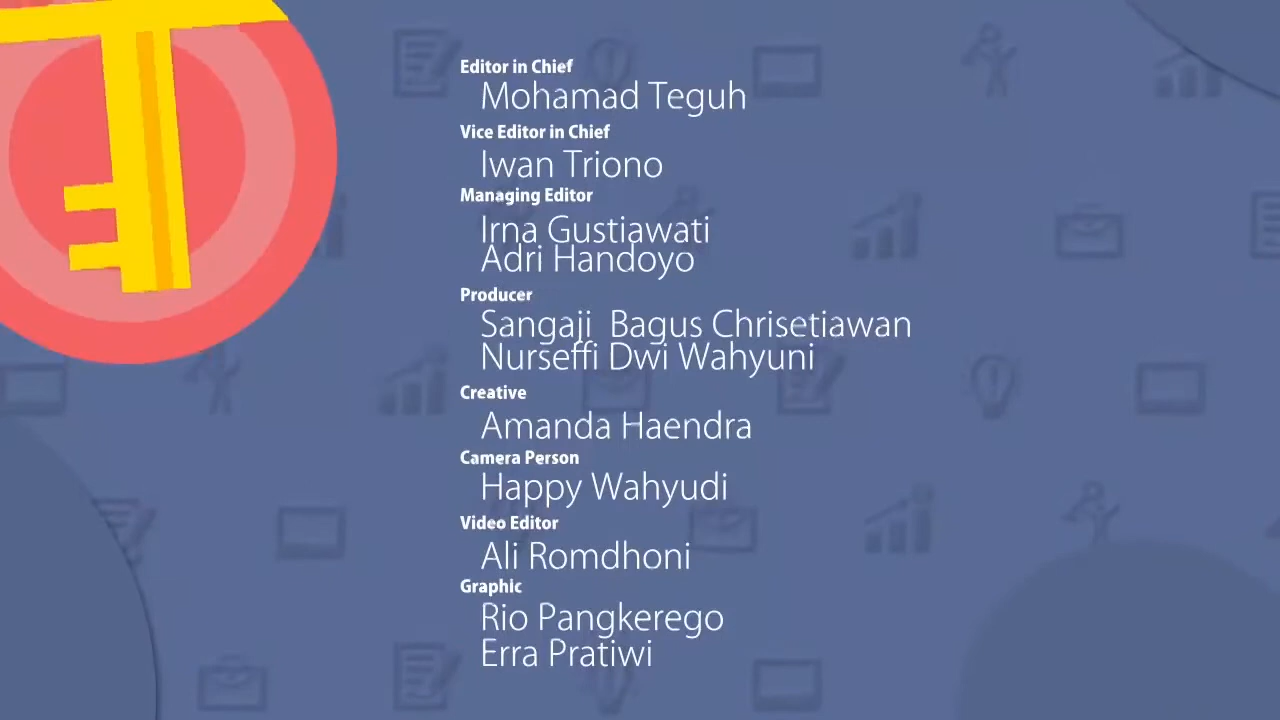 Editor in Chief
Mohamad Teguh
Vice Editor in Chief
Iwan Triono
Managing Editor
Irna Gustiawati
Adri Handoyo
Producer
Sangaji  Bagus Chrisetiawan
Nurseffi Dwi Wahyuni
Creative
Amanda Haendra
Camera Person
Happy Wahyudi
Video Editor
Ali Romdhoni
Graphic
Rio Pangkerego
Erra Pratiwi